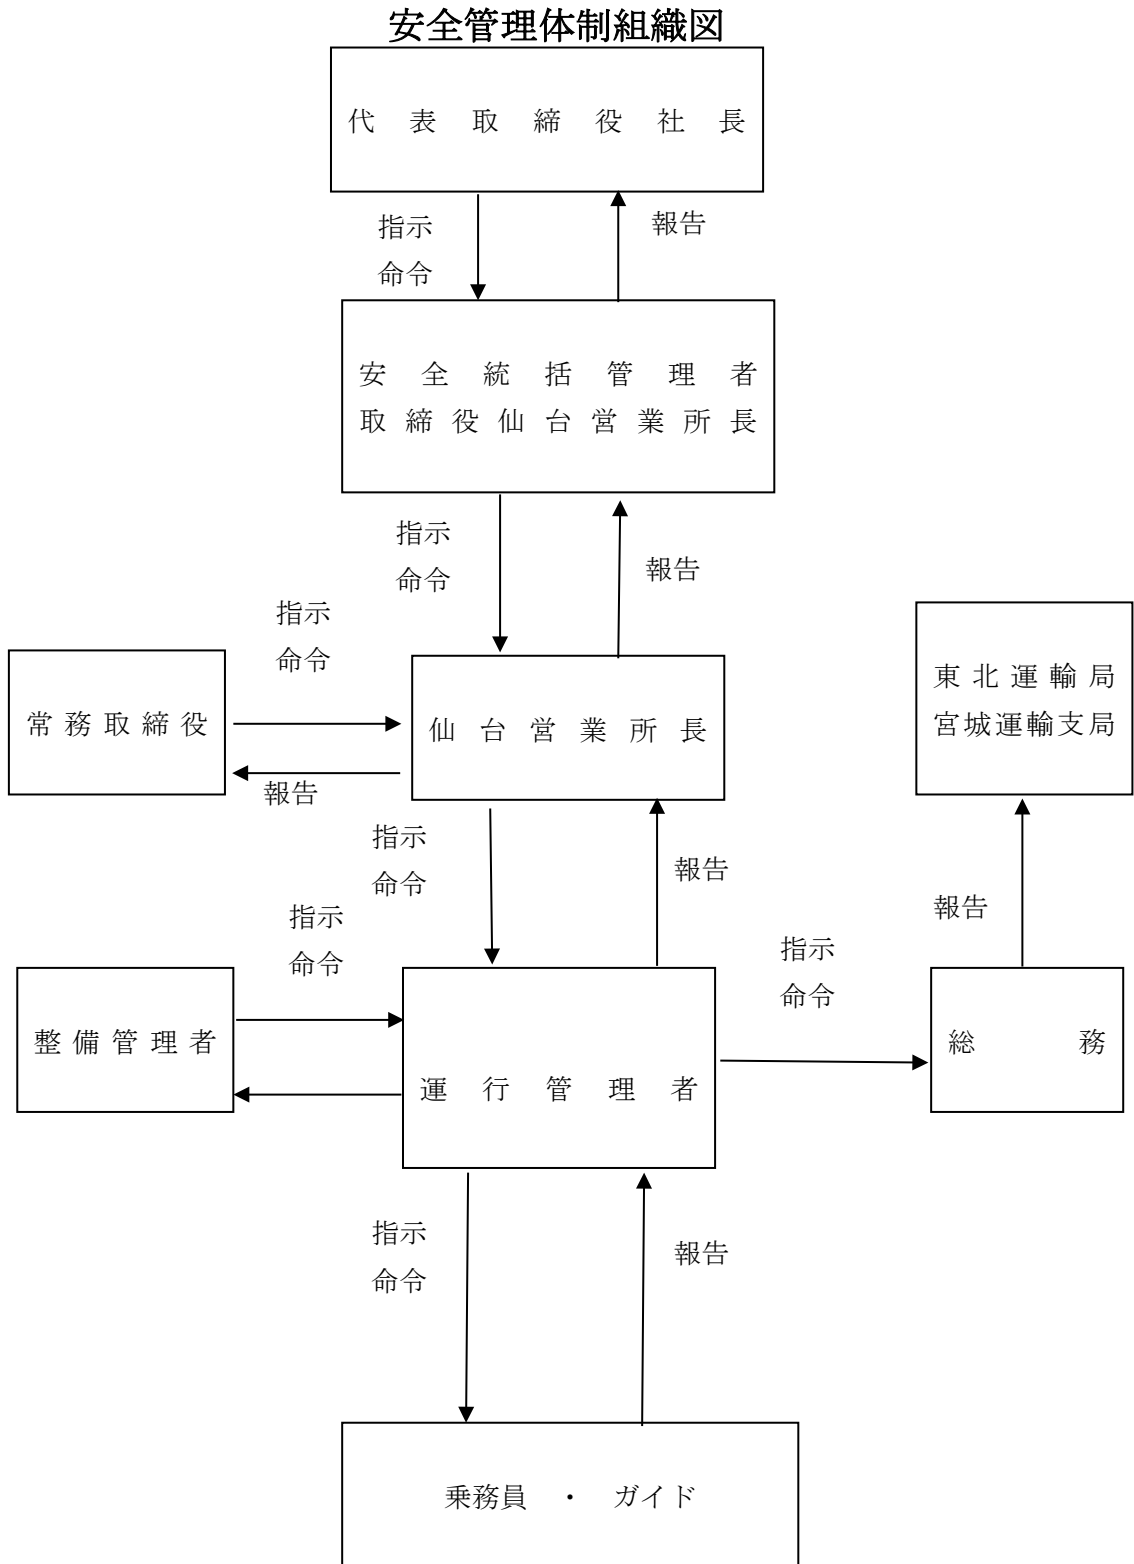 安全管理体制組織図
代表取締役社長
指示
命令
報告
安全統括管理者
取締役仙台営業所長
指示
命令
報告
指示
命令
常務取締役
報告
仙台営業所長
東北運輸局
宮城運輸支局
指示
命令
報告
報告
指示
命令
指示
命令
整備管理者
運行管理者
総務
指示
命令
報告
乗務員・ガイド